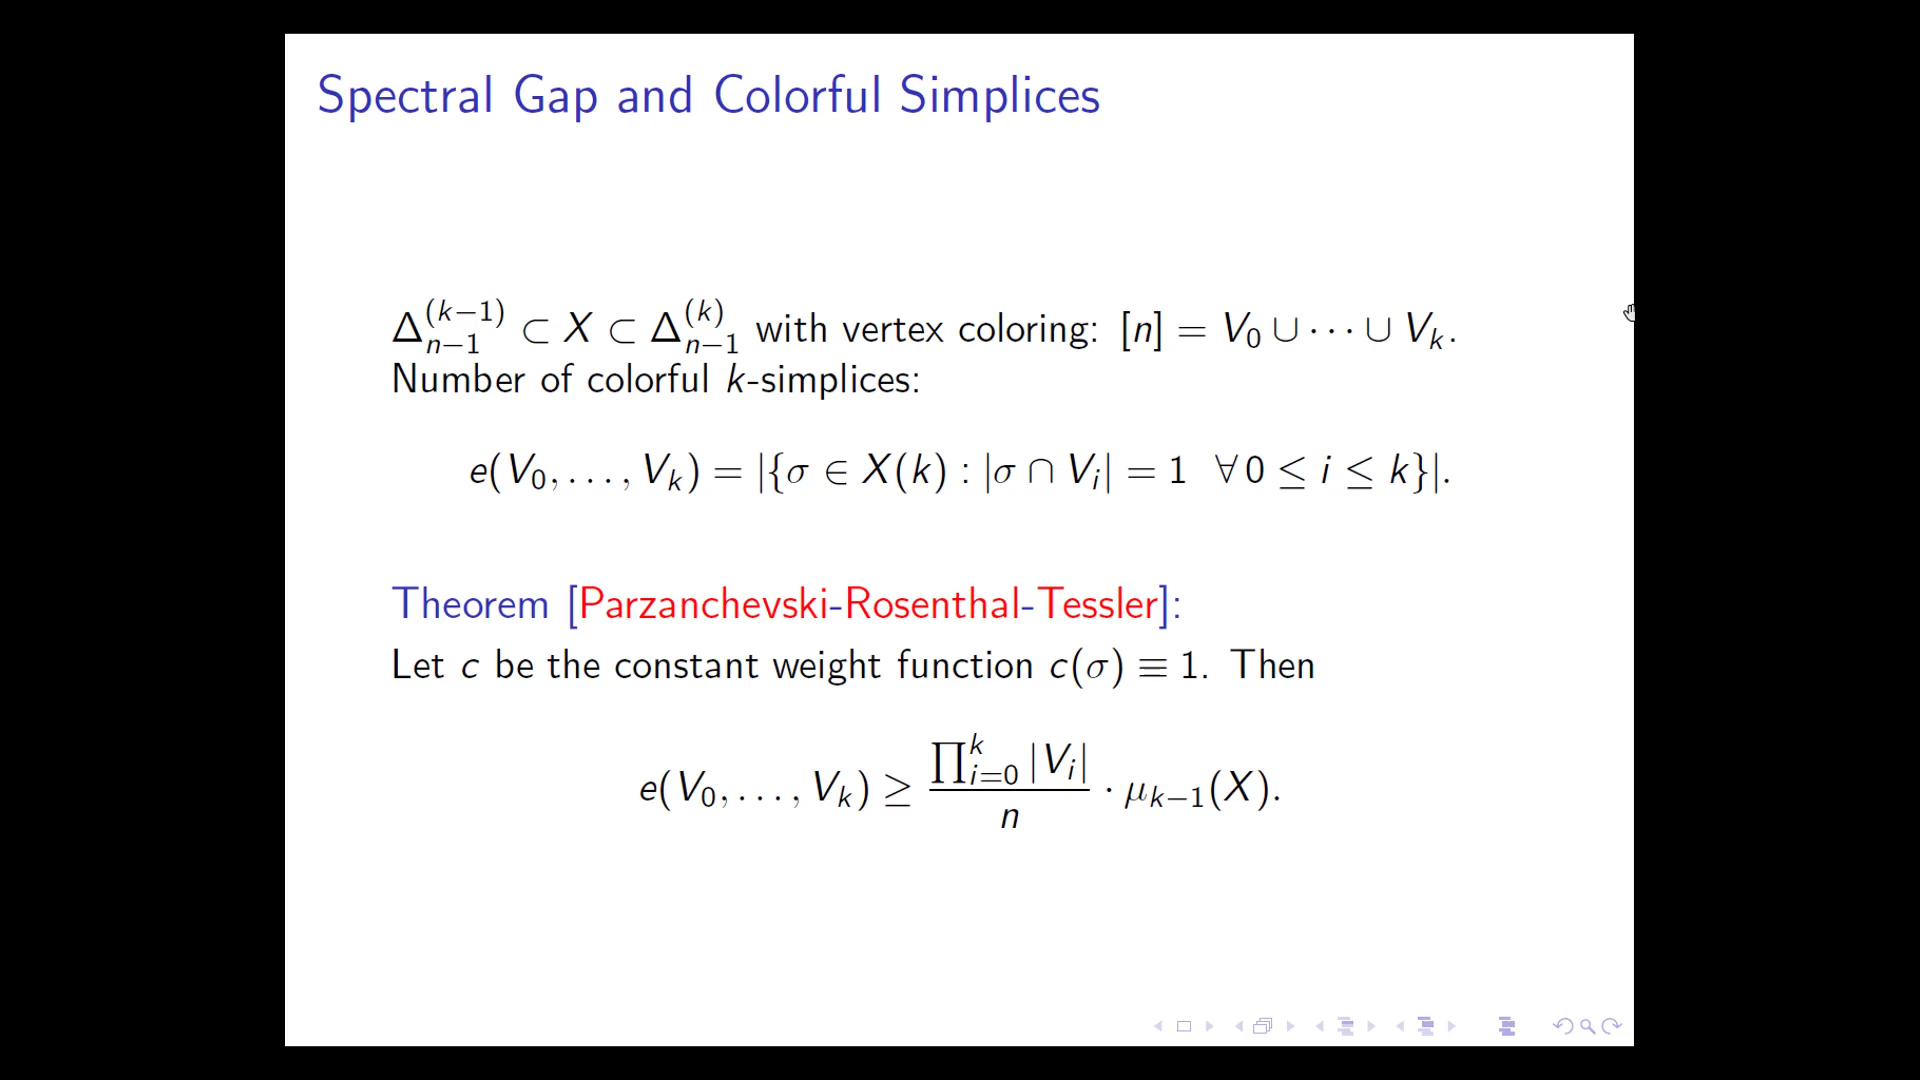 Spectral Gap and Colorful Simplices
Δ_{n−1}^{(k−1)} ⊂ X ⊂ Δ_{n−1}^{(k)} with vertex coloring: [n] = V_0 ∪ ⋯ ∪ V_k.
Number of colorful k-simplices:
e(V_0, . . . , V_k) = |{σ ∈ X(k) : |σ ∩ V_i| = 1 ∀ 0 ≤ i ≤ k}|.
Theorem [Parzanchevski-Rosenthal-Tessler]:
Let c be the constant weight function c(σ) ≡ 1. Then
e(V_0, . . . , V_k) ≥ \frac{∏_{i=0}^{k} |V_i|}{n} · μ_{k−1}(X).